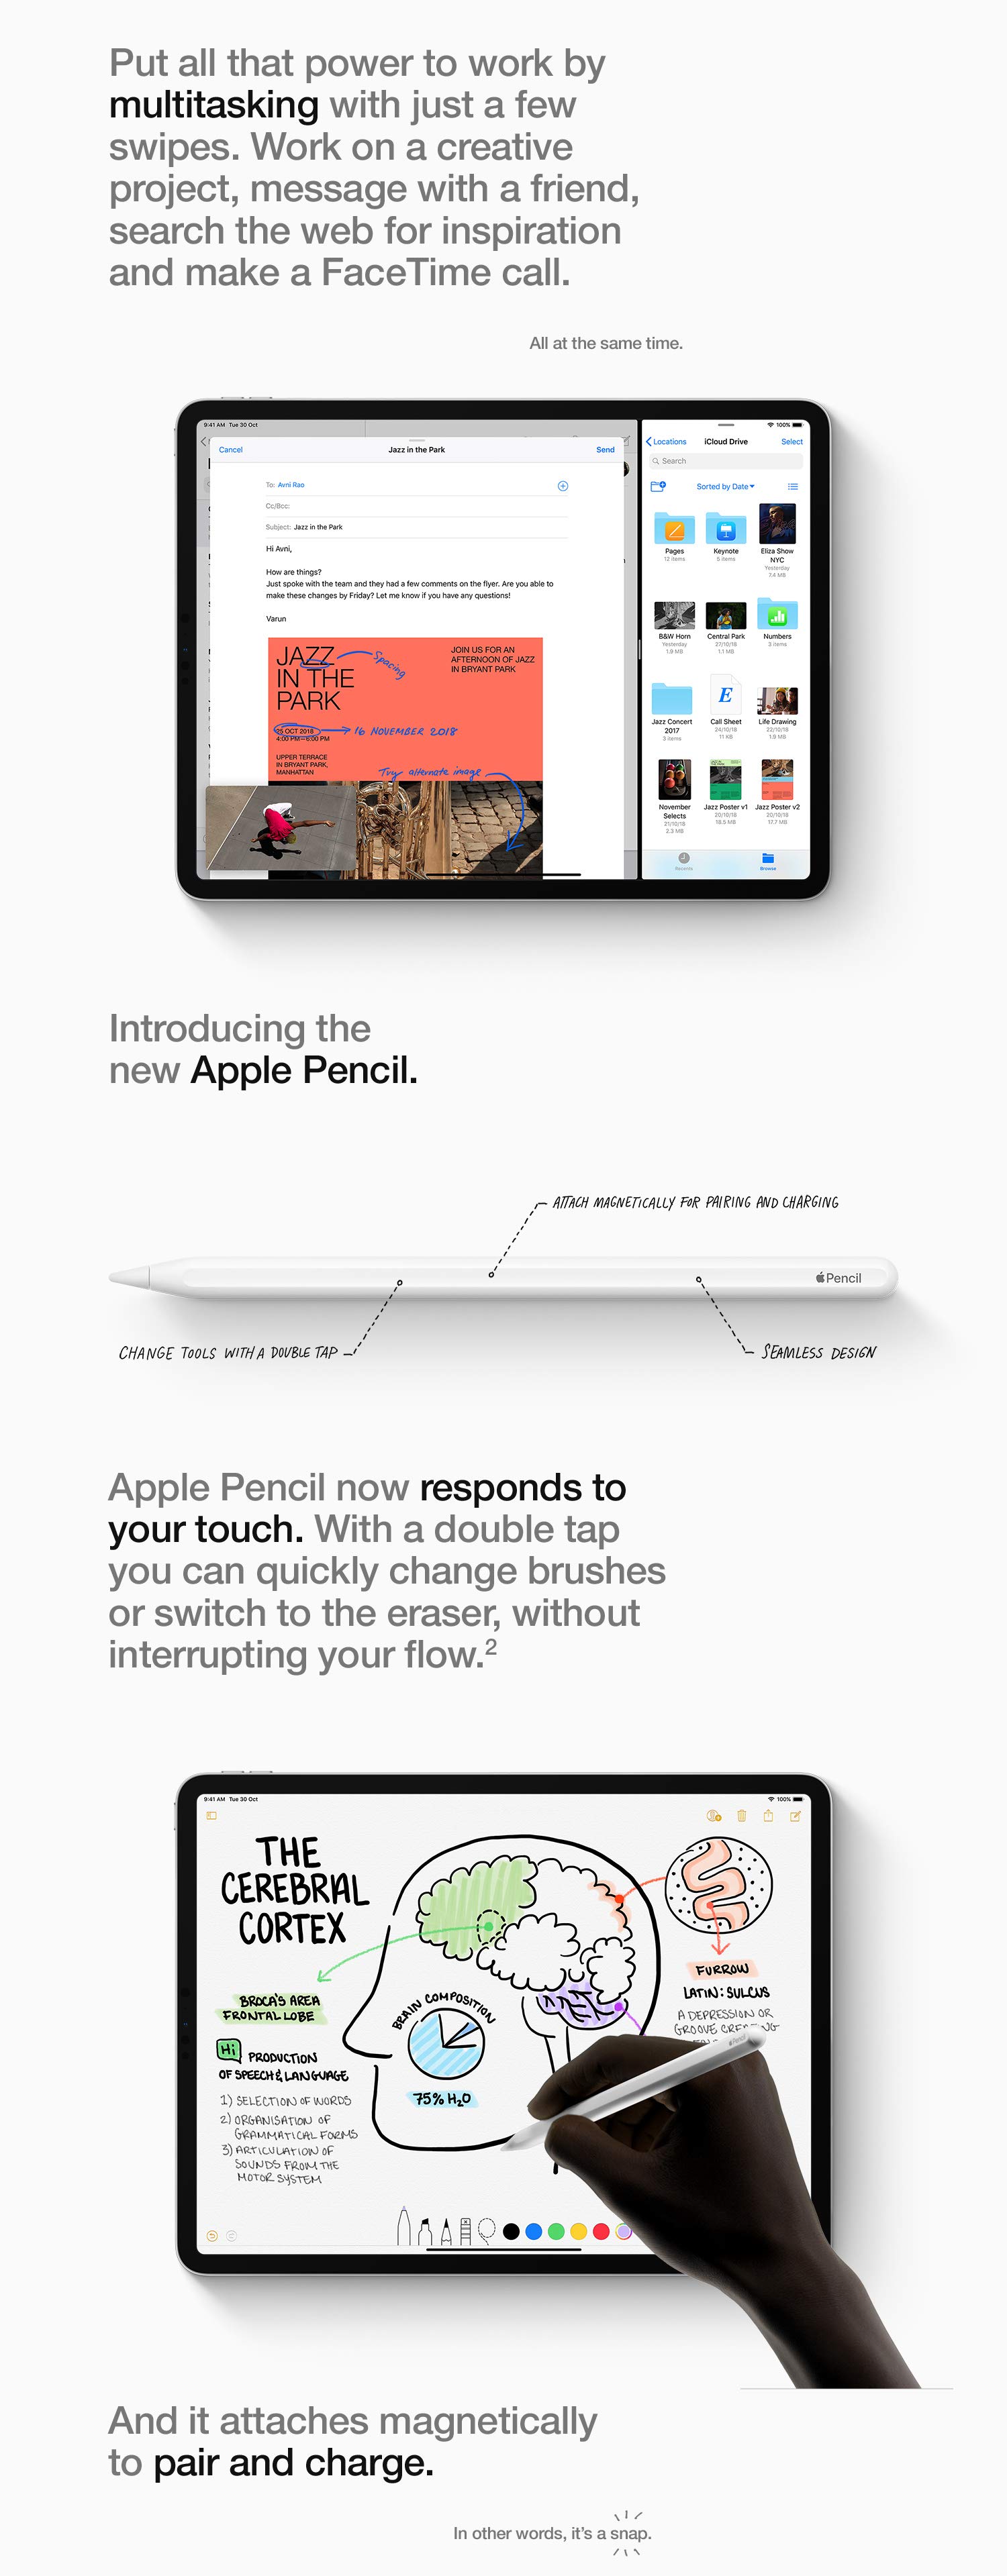 Put all that power to work by
multitasking with just a few
swipes. Work on a creative
project, message with a friend,
search the web for inspiration
and make a FaceTime call.
All at the same time.
9:41 AM Tue 30 Oct
100%
Cancel
Jazz in the Park
Send
To: Avni Rao
Cc/Bcc:
Subject: Jazz in the Park
Hi Avni,
How are things?
Just spoke with the team and they had a few comments on the flyer. Are you able to
make these changes by Friday? Let me know if you have any questions!
Varun
JAZZ
IN THE
PARK
Spacing
JOIN US FOR AN
AFTERNOON OF JAZZ
IN BRYANT PARK
25 OCT 2018
4:00 PM–6:00 PM
16 NOVEMBER 2018
UPPER TERRACE
IN BRYANT PARK,
MANHATTAN
Try alternate image
Locations
iCloud Drive
Select
Search
Sorted by Date
Pages
12 items
Keynote
5 items
Eliza Show
NYC
Yesterday
7.4 MB
B&W Horn
Yesterday
1.9 MB
Central Park
27/10/18
1.1 MB
Numbers
3 items
Jazz Concert
2017
3 items
E
Call Sheet
24/10/18
11 KB
Life Drawing
22/10/18
1.9 MB
November
Selects
21/10/18
2.3 MB
Jazz Poster v1
20/10/18
18.5 MB
Jazz Poster v2
20/10/18
17.7 MB
Recents
Browse
Introducing the
new Apple Pencil.
ATTACH MAGNETICALLY FOR PAIRING AND CHARGING
Pencil
CHANGE TOOLS WITH A DOUBLE TAP
SEAMLESS DESIGN
Apple Pencil now responds to
your touch. With a double tap
you can quickly change brushes
or switch to the eraser, without
interrupting your flow.2
9:41 AM Tue 30 Oct
100%
THE
CEREBRAL
CORTEX
BROCA'S AREA
FRONTAL LOBE
Hi PRODUCTION
OF SPEECH & LANGUAGE
1) SELECTION OF WORDS
2) ORGANISATION OF
GRAMMATICAL FORMS
3) ARTICULATION OF
SOUNDS FROM THE
MOTOR SYSTEM
BRAIN COMPOSITION
75% H2O
FURROW
LATIN: SULCUS
A DEPRESSION OR
GROOVE
Pencil
And it attaches magnetically
to pair and charge.
In other words, it's a snap.